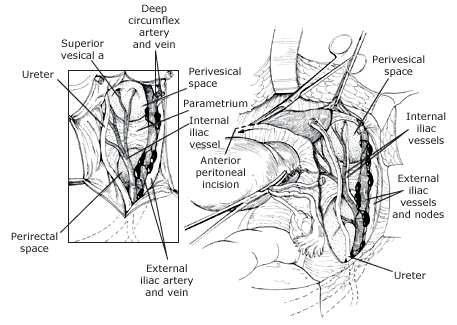 Deep
circumflex
artery
and vein
Superior
vesical a
Ureter
Perivesical
space
Parametrium
Internal
iliac
vessel
Anterior
peritoneal
incision
Perirectal
space
External
iliac artery
and vein
Perivesical
space
Internal
iliac
vessels
External
iliac
vessels
and nodes
Ureter